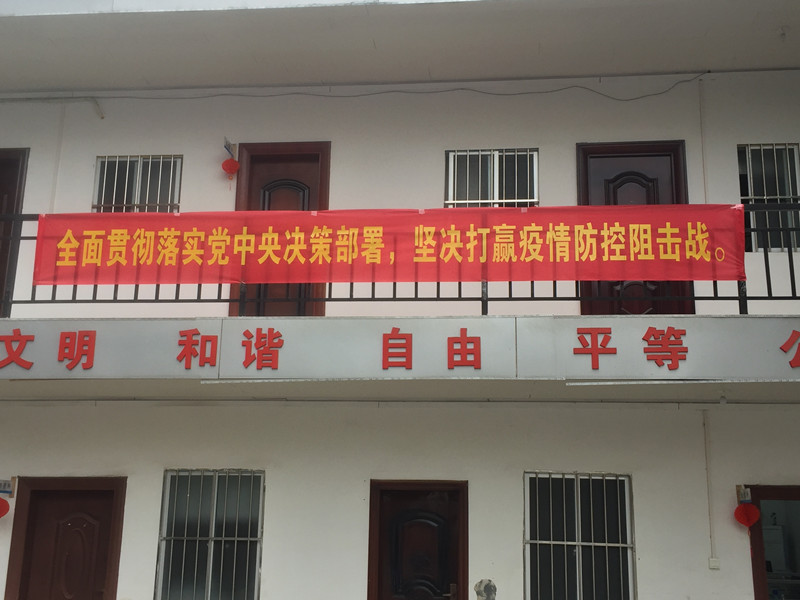 全面贯彻落实党中央决策部署，坚决打赢疫情防控阻击战。
文明 和谐 自由 平等 公